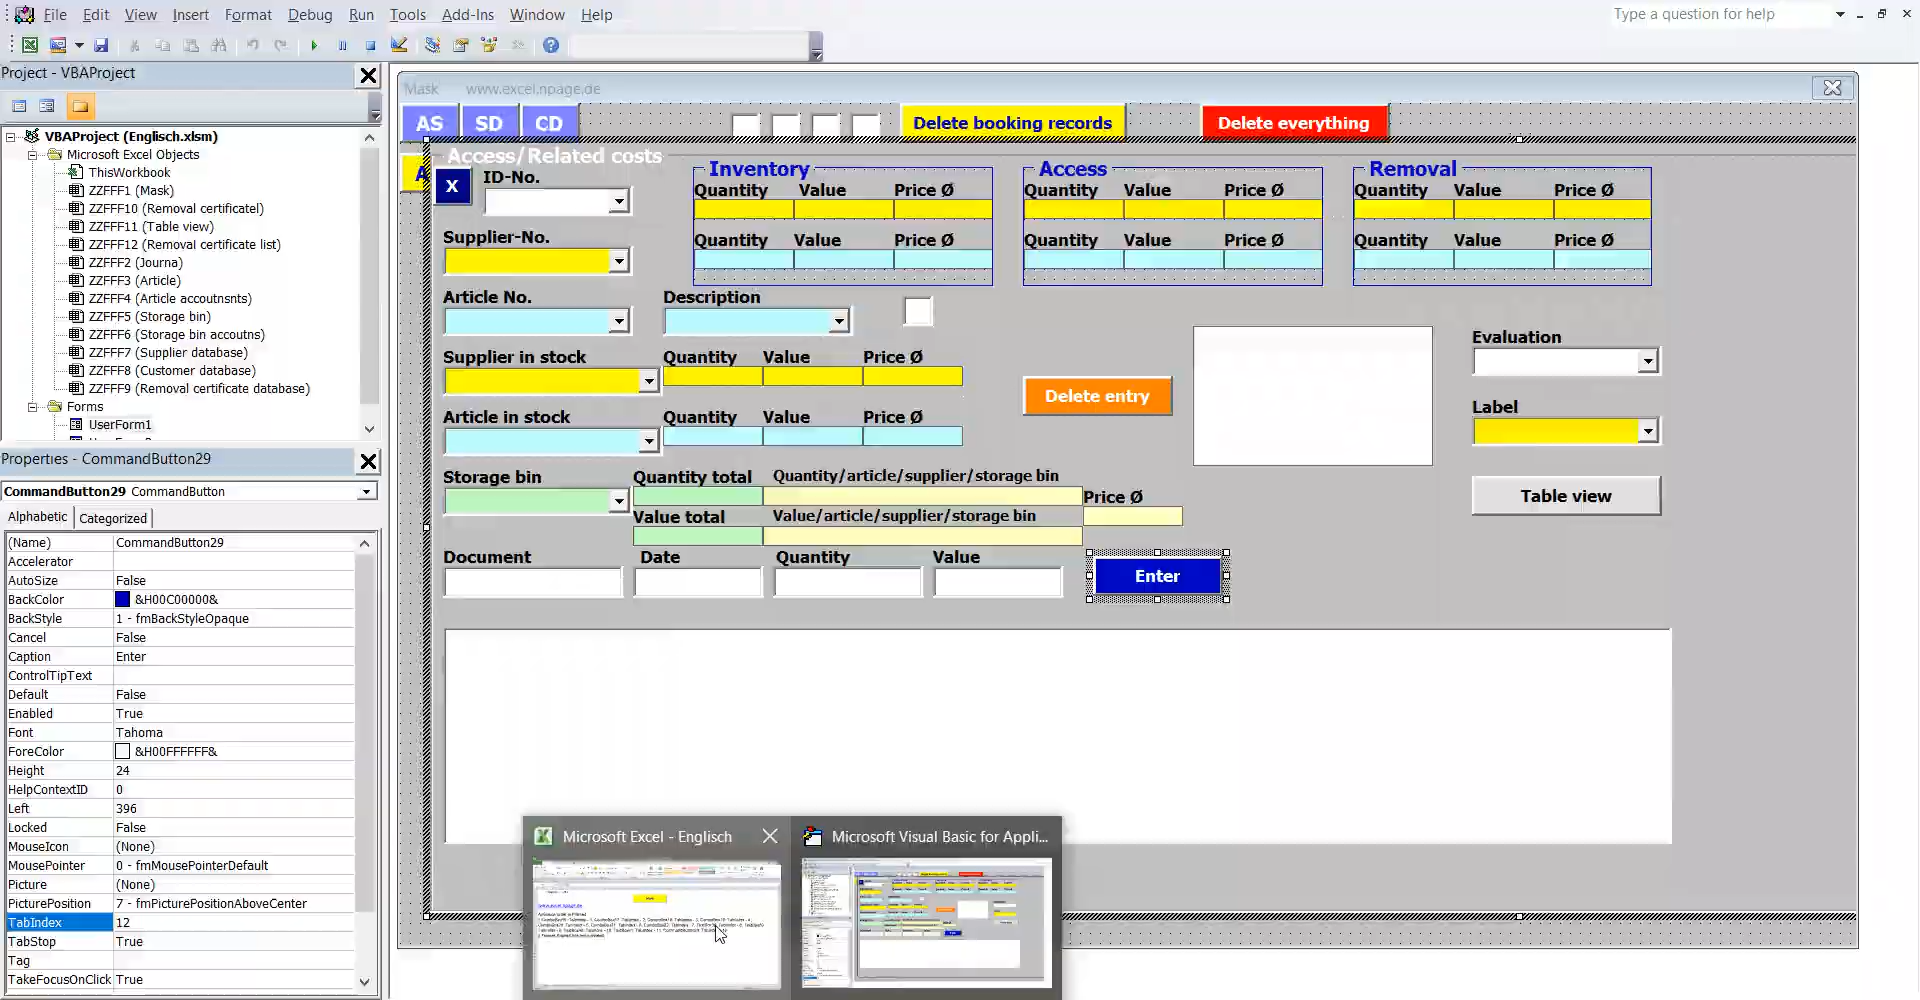 File Edit View Insert Format Debug Run Tools Add-Ins Window Help
Type a question for help
Project - VBAProject
VBAProject (Englisch.xlsm)
Microsoft Excel Objects
ThisWorkbook
ZZFFF1 (Mask)
ZZFFF10 (Removal certificatel)
ZZFFF11 (Table view)
ZZFFF12 (Removal certificate list)
ZZFFF2 (Journa)
ZZFFF3 (Article)
ZZFFF4 (Article accoutnsnts)
ZZFFF5 (Storage bin)
ZZFFF6 (Storage bin accoutns)
ZZFFF7 (Supplier database)
ZZFFF8 (Customer database)
ZZFFF9 (Removal certificate database)
Forms
UserForm1
Properties - CommandButton29
CommandButton29 CommandButton
Alphabetic Categorized
(Name) CommandButton29
Accelerator
AutoSize False
BackColor &H00C00000&
BackStyle 1 - fmBackStyleOpaque
Cancel False
Caption Enter
ControlTipText
Default False
Enabled True
Font Tahoma
ForeColor &H00FFFFFF&
Height 24
HelpContextID 0
Left 396
Locked False
MouseIcon (None)
MousePointer 0 - fmMousePointerDefault
Picture (None)
PicturePosition 7 - fmPicturePositionAboveCenter
TabIndex 12
TabStop True
Tag
TakeFocusOnClick True
Mask www.excel.npage.de
AS SD CD Delete booking records Delete everything
Access/Related costs
X ID-No.
Inventory Access Removal
Quantity Value Price Ø Quantity Value Price Ø Quantity Value Price Ø
Supplier-No. Quantity Value Price Ø Quantity Value Price Ø Quantity Value Price Ø
Article No. Description
Evaluation
Supplier in stock Quantity Value Price Ø
Delete entry
Label
Article in stock Quantity Value Price Ø
Storage bin Quantity total Quantity/article/supplier/storage bin
Price Ø Table view
Value total Value/article/supplier/storage bin
Document Date Quantity Value
Enter
Microsoft Excel - Englisch Microsoft Visual Basic for Appli...